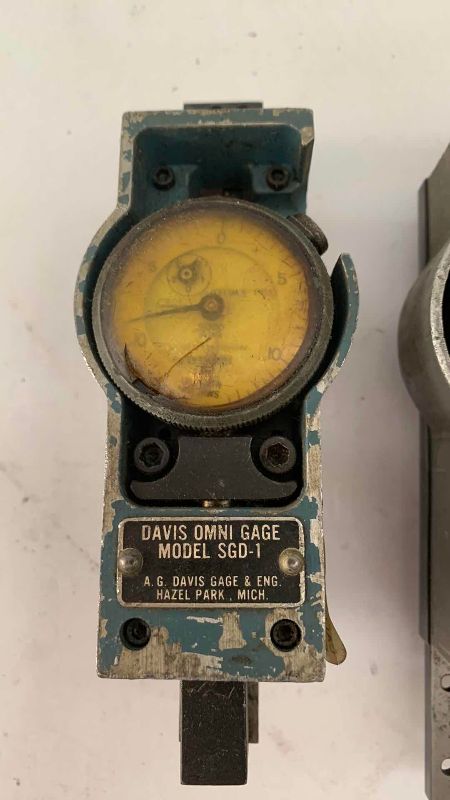 0
5
5
10
10
DAVIS OMNI GAGE
MODEL SGD-1
A.G. DAVIS GAGE & ENG.
HAZEL PARK, MICH.